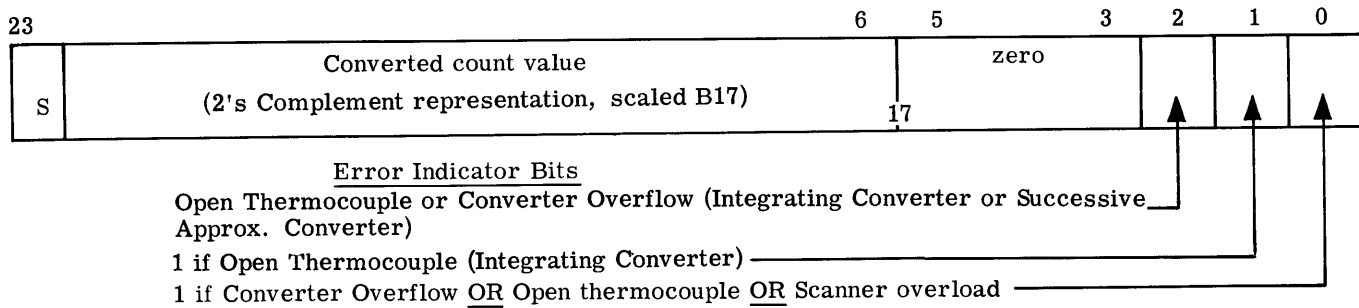 23 6 5 3 2 1 0
Converted count value zero
S (2's Complement representation, scaled B17) 17
Error Indicator Bits
Open Thermocouple or Converter Overflow (Integrating Converter or Successive
Approx. Converter)
1 if Open Thermocouple (Integrating Converter)
1 if Converter Overflow OR Open thermocouple OR Scanner overload